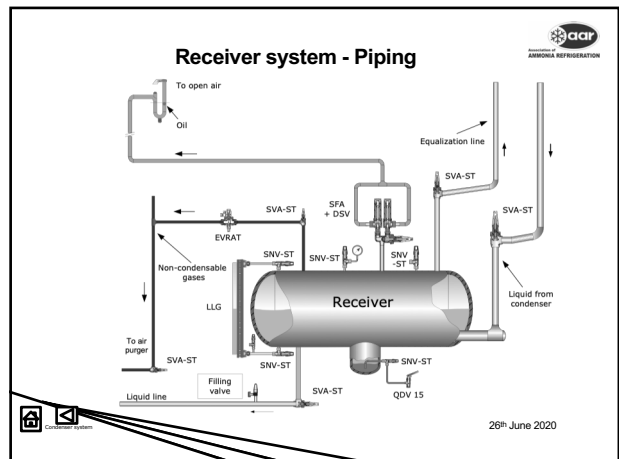 aar
Association of
AMMONIA REFRIGERATION
Receiver system - Piping
To open air
Oil
Equalization line
SVA-ST
SVA-ST
SFA
+ DSV
SVA-ST
EVRAT
SNV-ST
SNV-ST
SNV
-ST
Non-condensable
gases
LLG
Receiver
Liquid from
condenser
To air
purger
SVA-ST
SNV-ST
Filling
valve
SVA-ST
QDV 15
Liquid line
Condenser system
26th June 2020